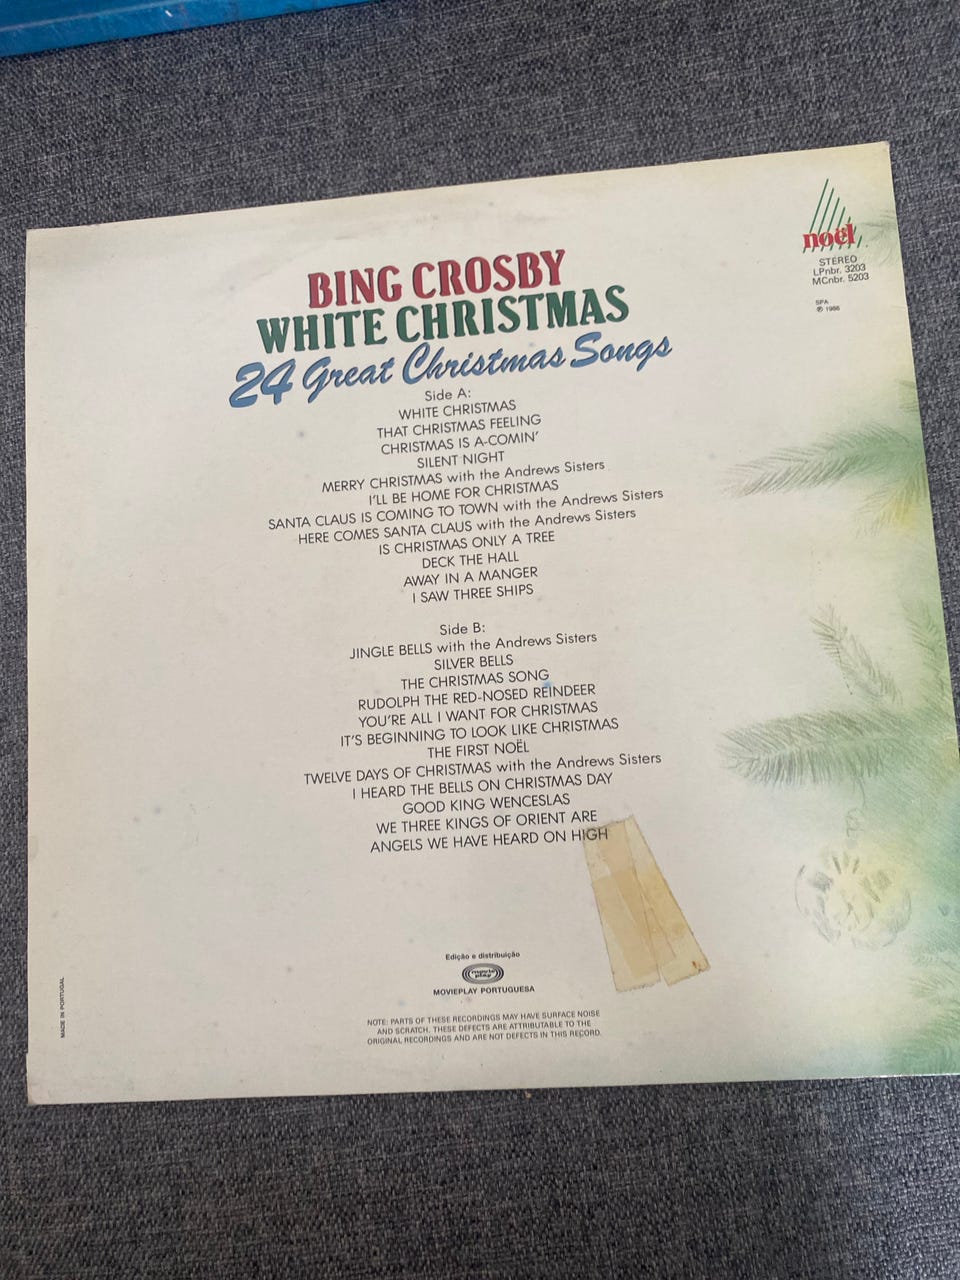 noël
STEREO
LPnbr. 3203
MCnbr. 5203
SPA
℗ 1986
BING CROSBY
WHITE CHRISTMAS
24 Great Christmas Songs
Side A:
WHITE CHRISTMAS
THAT CHRISTMAS FEELING
CHRISTMAS IS A-COMIN'
SILENT NIGHT
MERRY CHRISTMAS with the Andrews Sisters
I'LL BE HOME FOR CHRISTMAS
SANTA CLAUS IS COMING TO TOWN with the Andrews Sisters
HERE COMES SANTA CLAUS with the Andrews Sisters
IS CHRISTMAS ONLY A TREE
DECK THE HALL
AWAY IN A MANGER
I SAW THREE SHIPS
Side B:
JINGLE BELLS with the Andrews Sisters
SILVER BELLS
THE CHRISTMAS SONG
RUDOLPH THE RED-NOSED REINDEER
YOU'RE ALL I WANT FOR CHRISTMAS
IT'S BEGINNING TO LOOK LIKE CHRISTMAS
THE FIRST NOËL
TWELVE DAYS OF CHRISTMAS with the Andrews Sisters
I HEARD THE BELLS ON CHRISTMAS DAY
GOOD KING WENCESLAS
WE THREE KINGS OF ORIENT ARE
ANGELS WE HAVE HEARD ON HIGH
Edição e distribuição
movie
play
MOVIEPLAY PORTUGUESA
NOTE: PARTS OF THESE RECORDINGS MAY HAVE SURFACE NOISE
AND SCRATCH. THESE DEFECTS ARE ATTRIBUTABLE TO THE
ORIGINAL RECORDINGS AND ARE NOT DEFECTS IN THIS RECORD.
MADE IN PORTUGAL